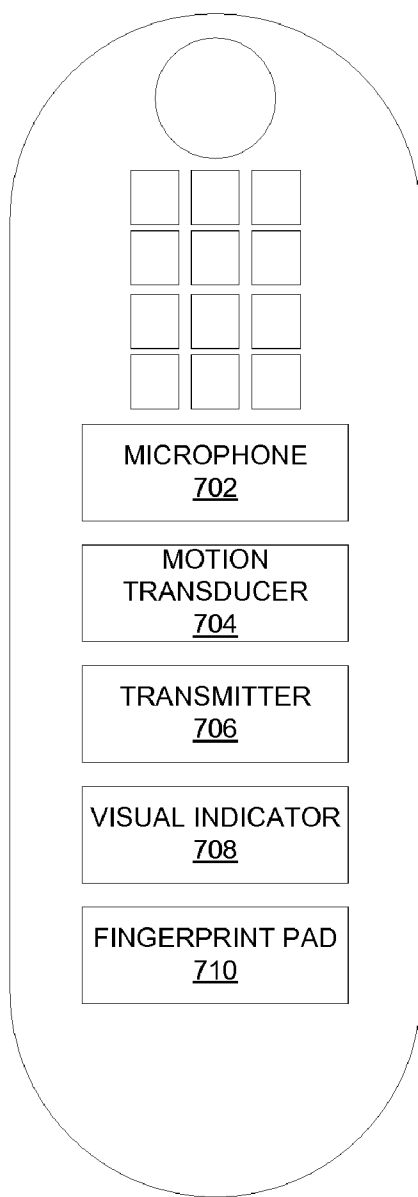 MICROPHONE
702
MOTION
TRANSDUCER
704
TRANSMITTER
706
VISUAL INDICATOR
708
FINGERPRINT PAD
710